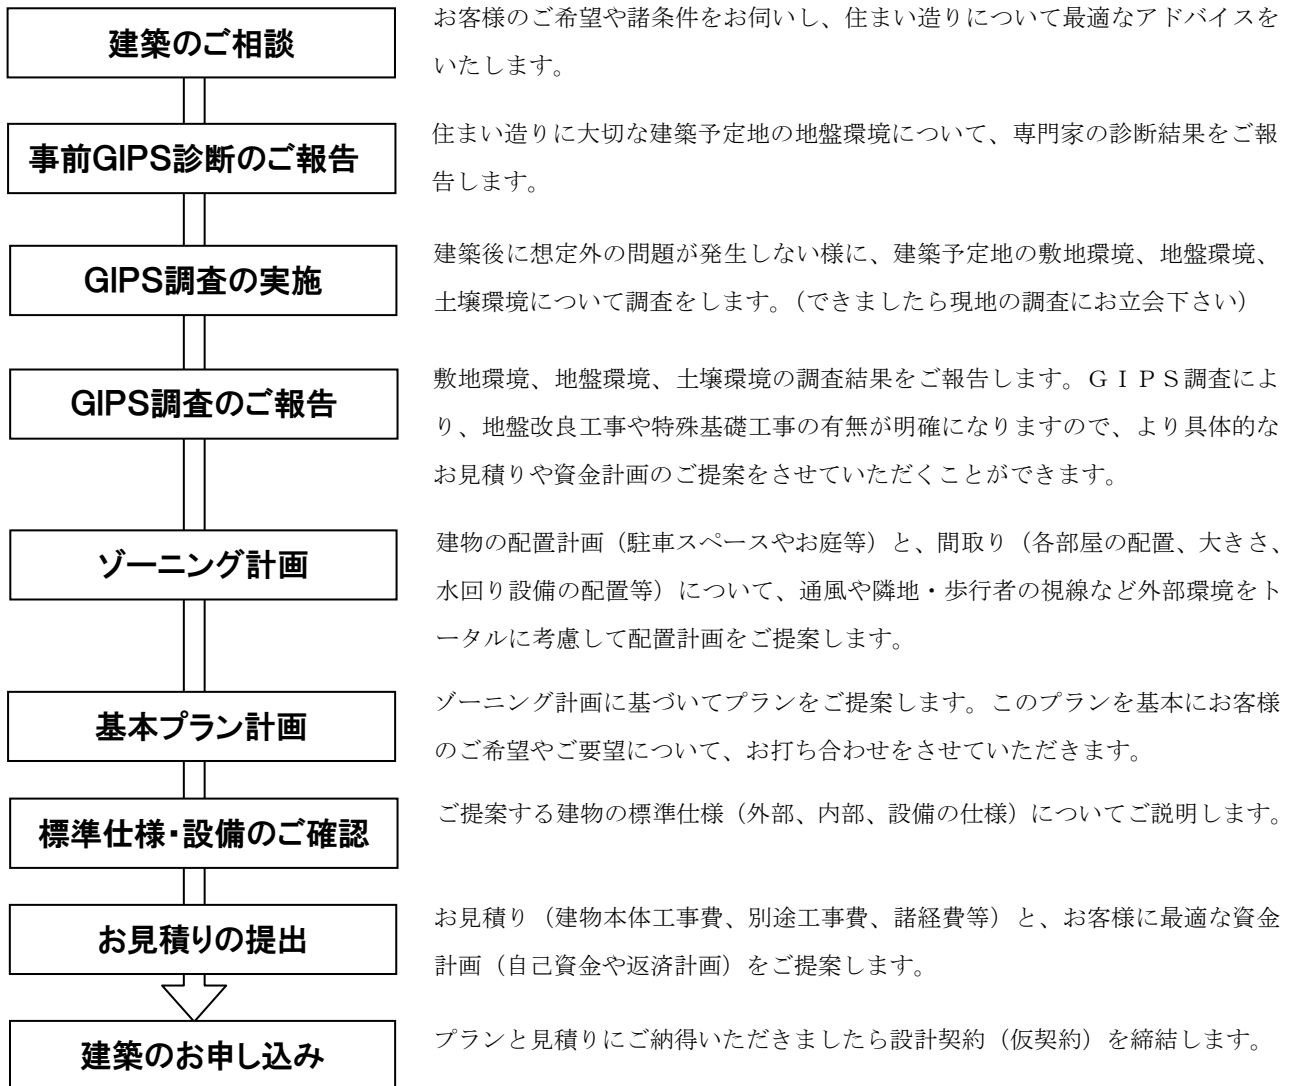 建築のご相談
お客様のご希望や諸条件をお伺いし、住まい造りについて最適なアドバイスを
いたします。
事前GIPS診断のご報告
住まい造りに大切な建築予定地の地盤環境について、専門家の診断結果をご報
告します。
GIPS調査の実施
建築後に想定外の問題が発生しない様に、建築予定地の敷地環境、地盤環境、
土壌環境について調査をします。（できましたら現地の調査にお立会下さい）
GIPS調査のご報告
敷地環境、地盤環境、土壌環境の調査結果をご報告します。ＧＩＰＳ調査によ
り、地盤改良工事や特殊基礎工事の有無が明確になりますので、より具体的な
お見積りや資金計画のご提案をさせていただくことができます。
ゾーニング計画
建物の配置計画（駐車スペースやお庭等）と、間取り（各部屋の配置、大きさ、
水回り設備の配置等）について、通風や隣地・歩行者の視線など外部環境をト
ータルに考慮して配置計画をご提案します。
基本プラン計画
ゾーニング計画に基づいてプランをご提案します。このプランを基本にお客様
のご希望やご要望について、お打ち合わせをさせていただきます。
標準仕様・設備のご確認
ご提案する建物の標準仕様（外部、内部、設備の仕様）についてご説明します。
お見積りの提出
お見積り（建物本体工事費、別途工事費、諸経費等）と、お客様に最適な資金
計画（自己資金や返済計画）をご提案します。
建築のお申し込み
プランと見積りにご納得いただきましたら設計契約（仮契約）を締結します。